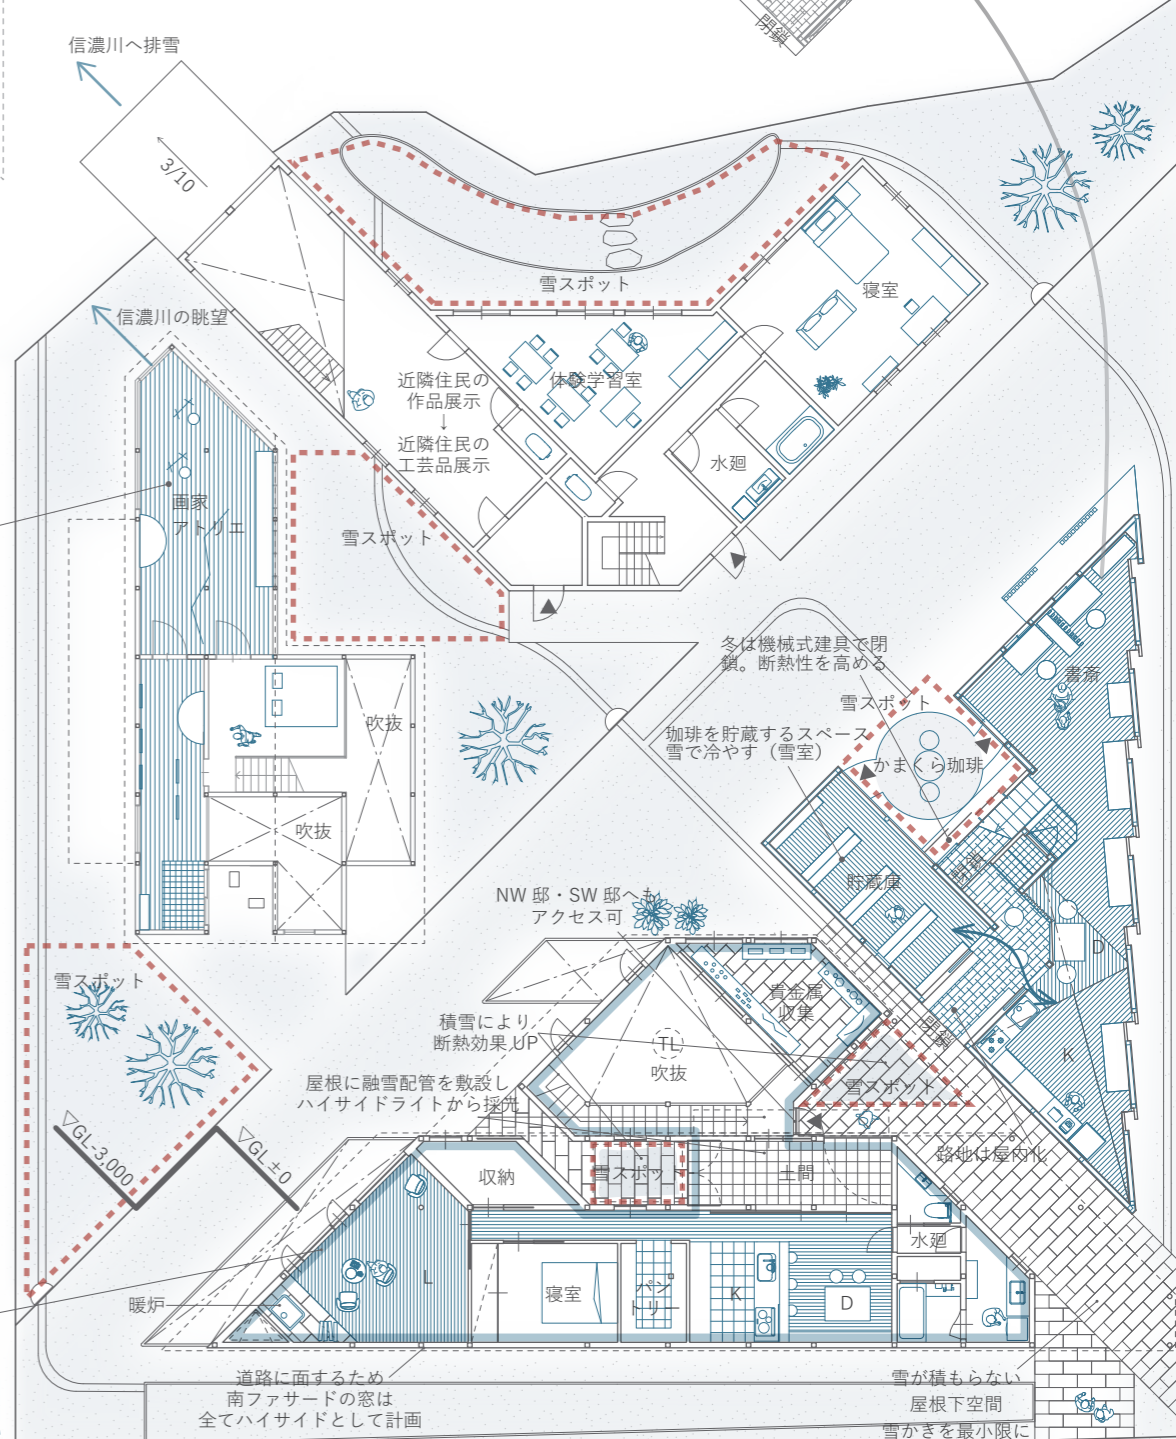 閉鎖
信濃川へ排雪
3/10
信濃川の眺望
雪スポット
寝室
近隣住民の
作品展示
↓
近隣住民の
工芸品展示
体験学習室
水廻
画家
アトリエ
雪スポット
冬は機械式建具で閉
鎖。断熱性を高める
書斎
雪スポット
吹抜
珈琲を貯蔵するスペース
雪で冷やす（雪室）
かまくら珈琲
吹抜
閉鎖
貯蔵庫
NW 邸・SW 邸へも
アクセス可
D
雪スポット
貴金属
収集
積雪により
断熱効果 UP
閉鎖
TL
吹抜
K
屋根に融雪配管を敷設し
ハイサイドライトから採光
雪スポット
▽GL-3,000
▽GL±0
収納
雪スポット
土間
路地は屋内化
水廻
L
寝室
パン
トリー
K
D
暖炉
道路に面するため
南ファサードの窓は
全てハイサイドとして計画
雪が積もらない
屋根下空間
雪かきを最小限に